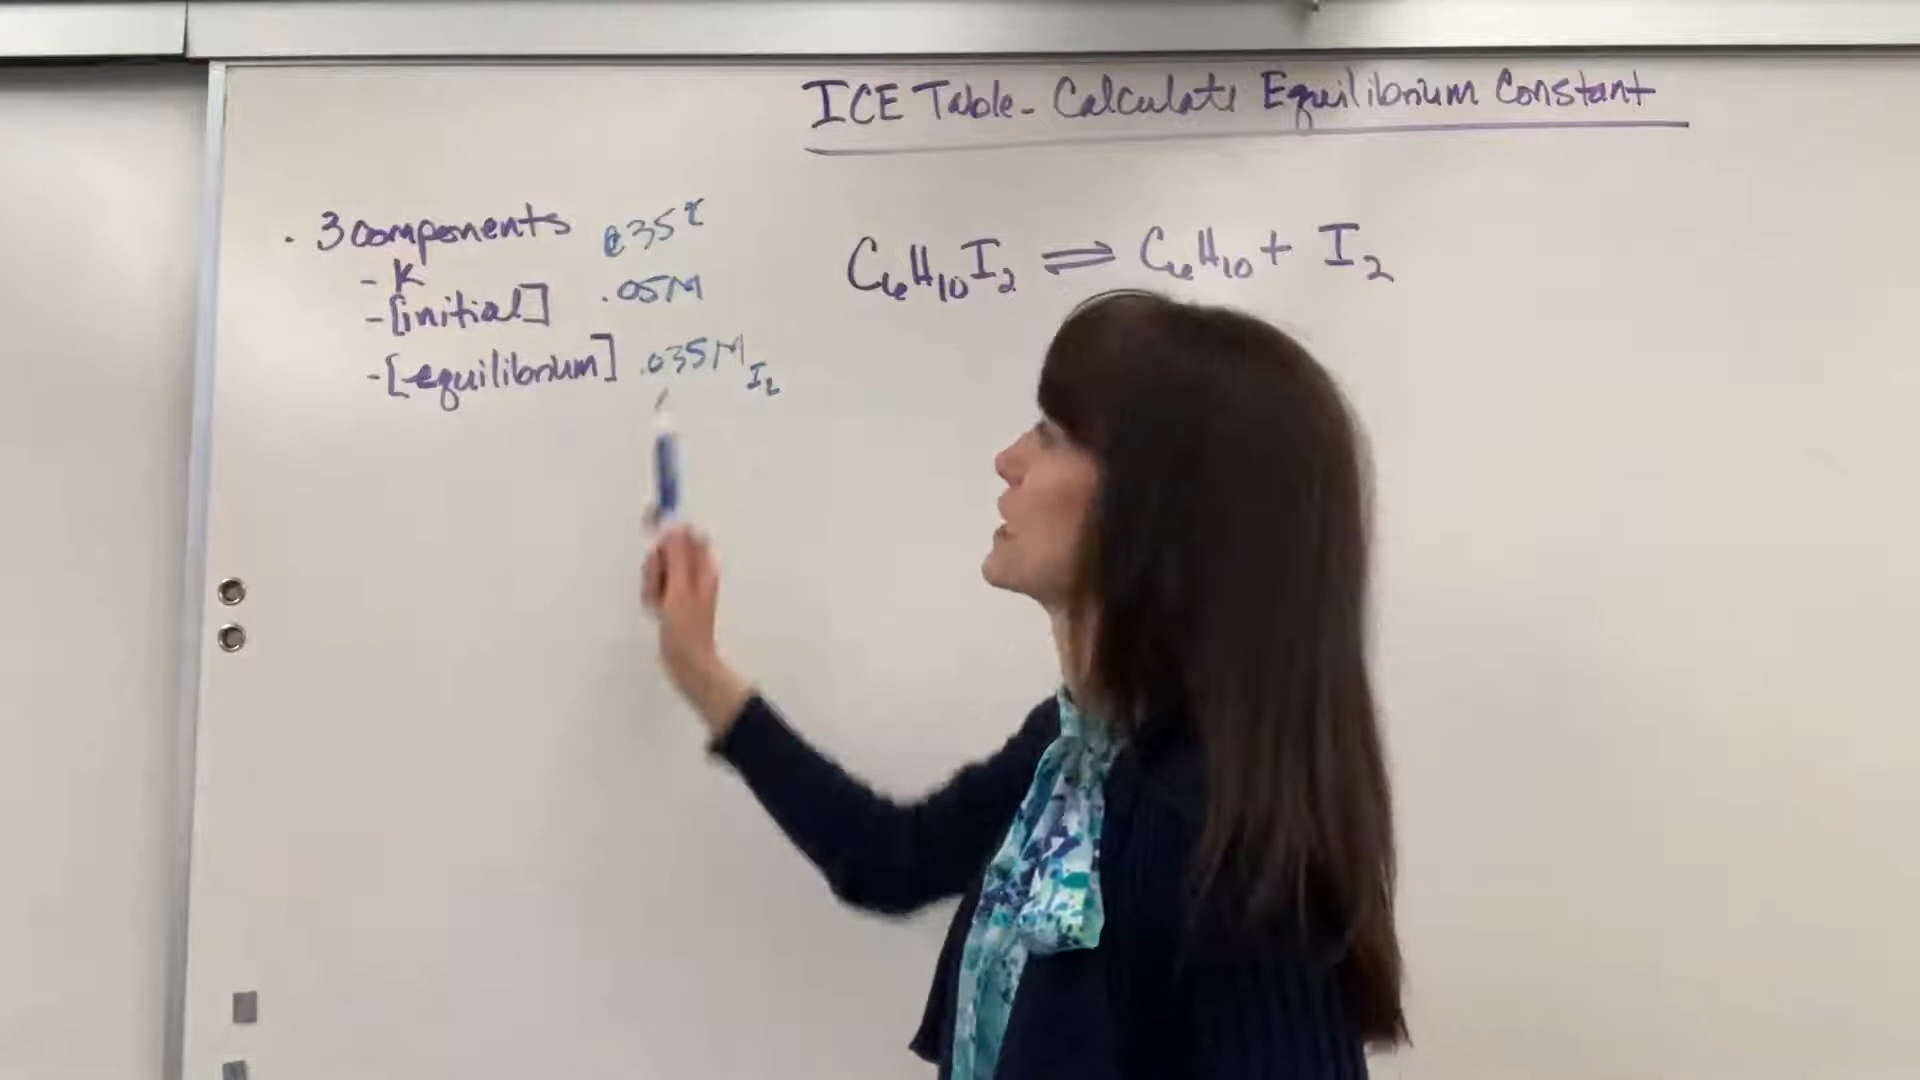 ICE Table - Calculate Equilibrium Constant
· 3 components @35℃
- K
- [initial] .05M
- [equilibrium] .035M I₂
C₆H₁₀I₂ ⇌ C₆H₁₀ + I₂